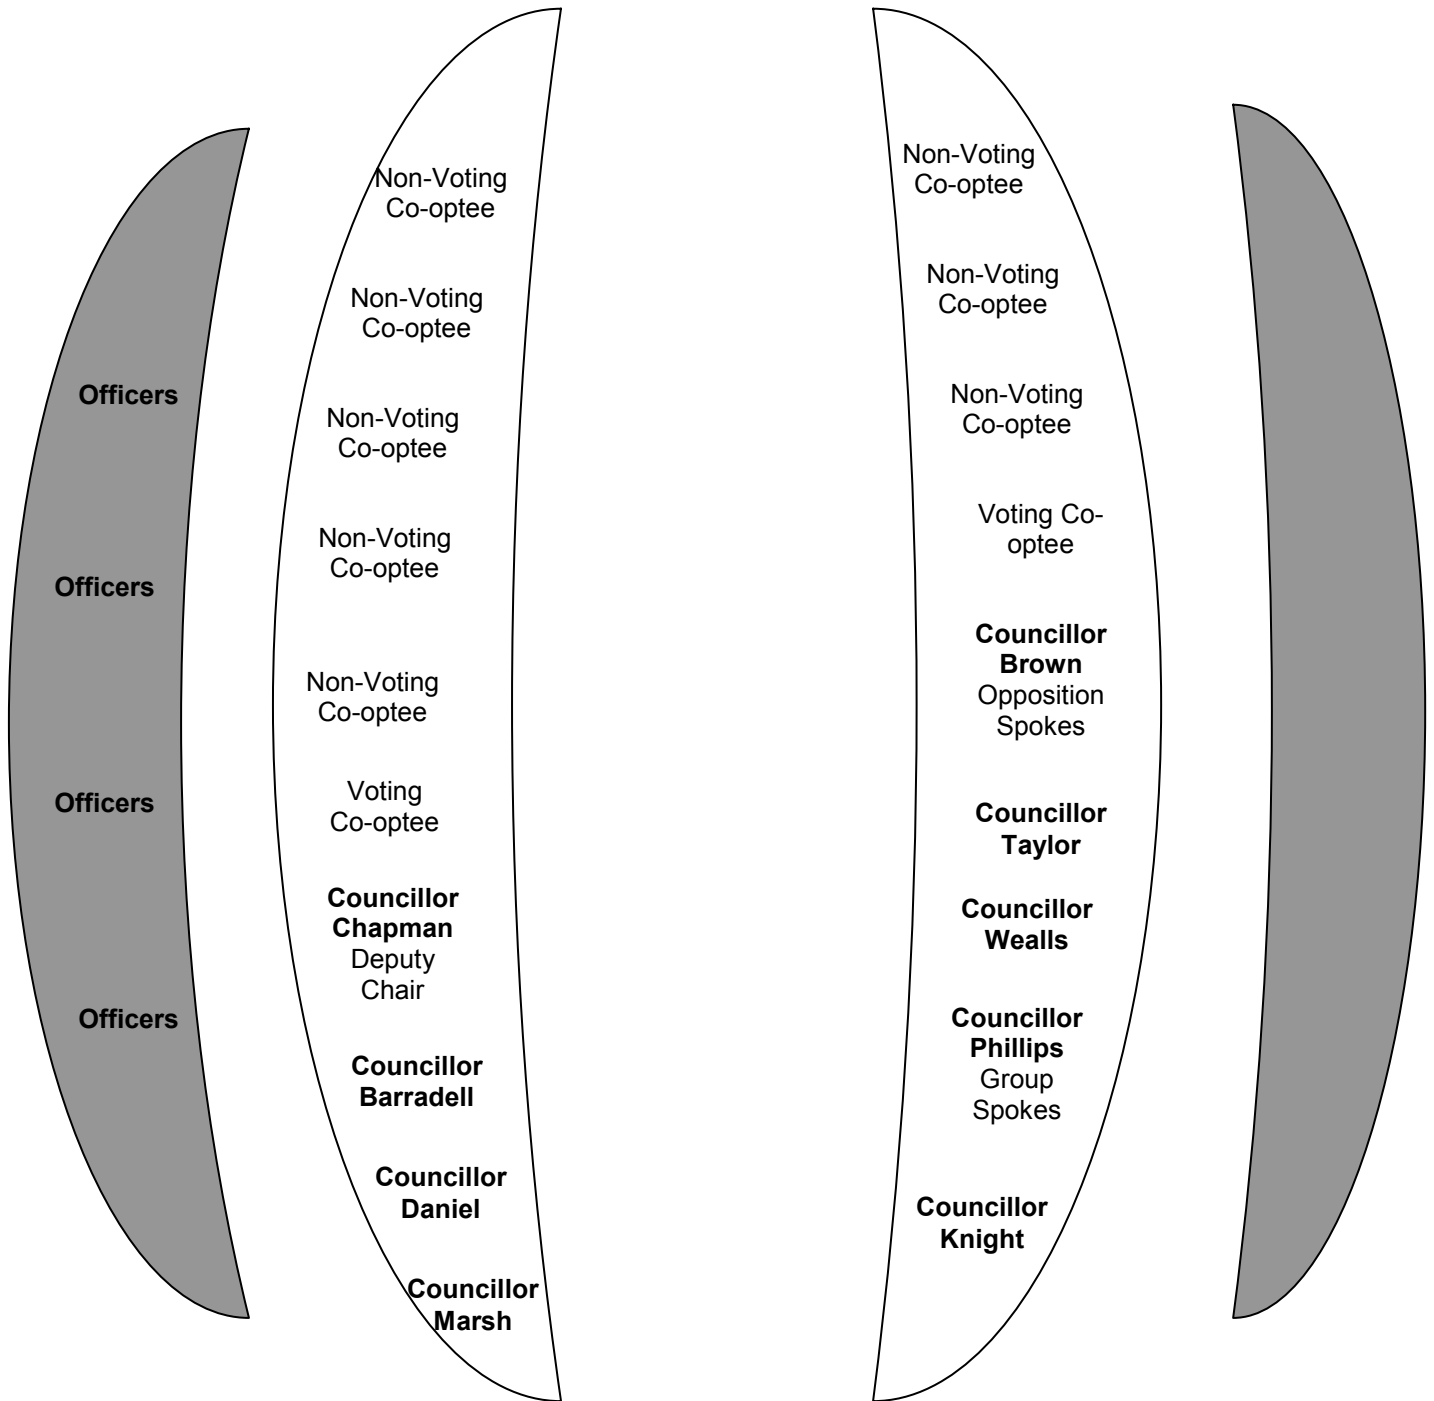 Officers
Officers
Officers
Officers
Non-Voting
Co-optee
Non-Voting
Co-optee
Non-Voting
Co-optee
Non-Voting
Co-optee
Non-Voting
Co-optee
Voting
Co-optee
Councillor
Chapman
Deputy
Chair
Councillor
Barradell
Councillor
Daniel
Councillor
Marsh
Non-Voting
Co-optee
Non-Voting
Co-optee
Non-Voting
Co-optee
Voting Co-
optee
Councillor
Brown
Opposition
Spokes
Councillor
Taylor
Councillor
Wealls
Councillor
Phillips
Group
Spokes
Councillor
Knight